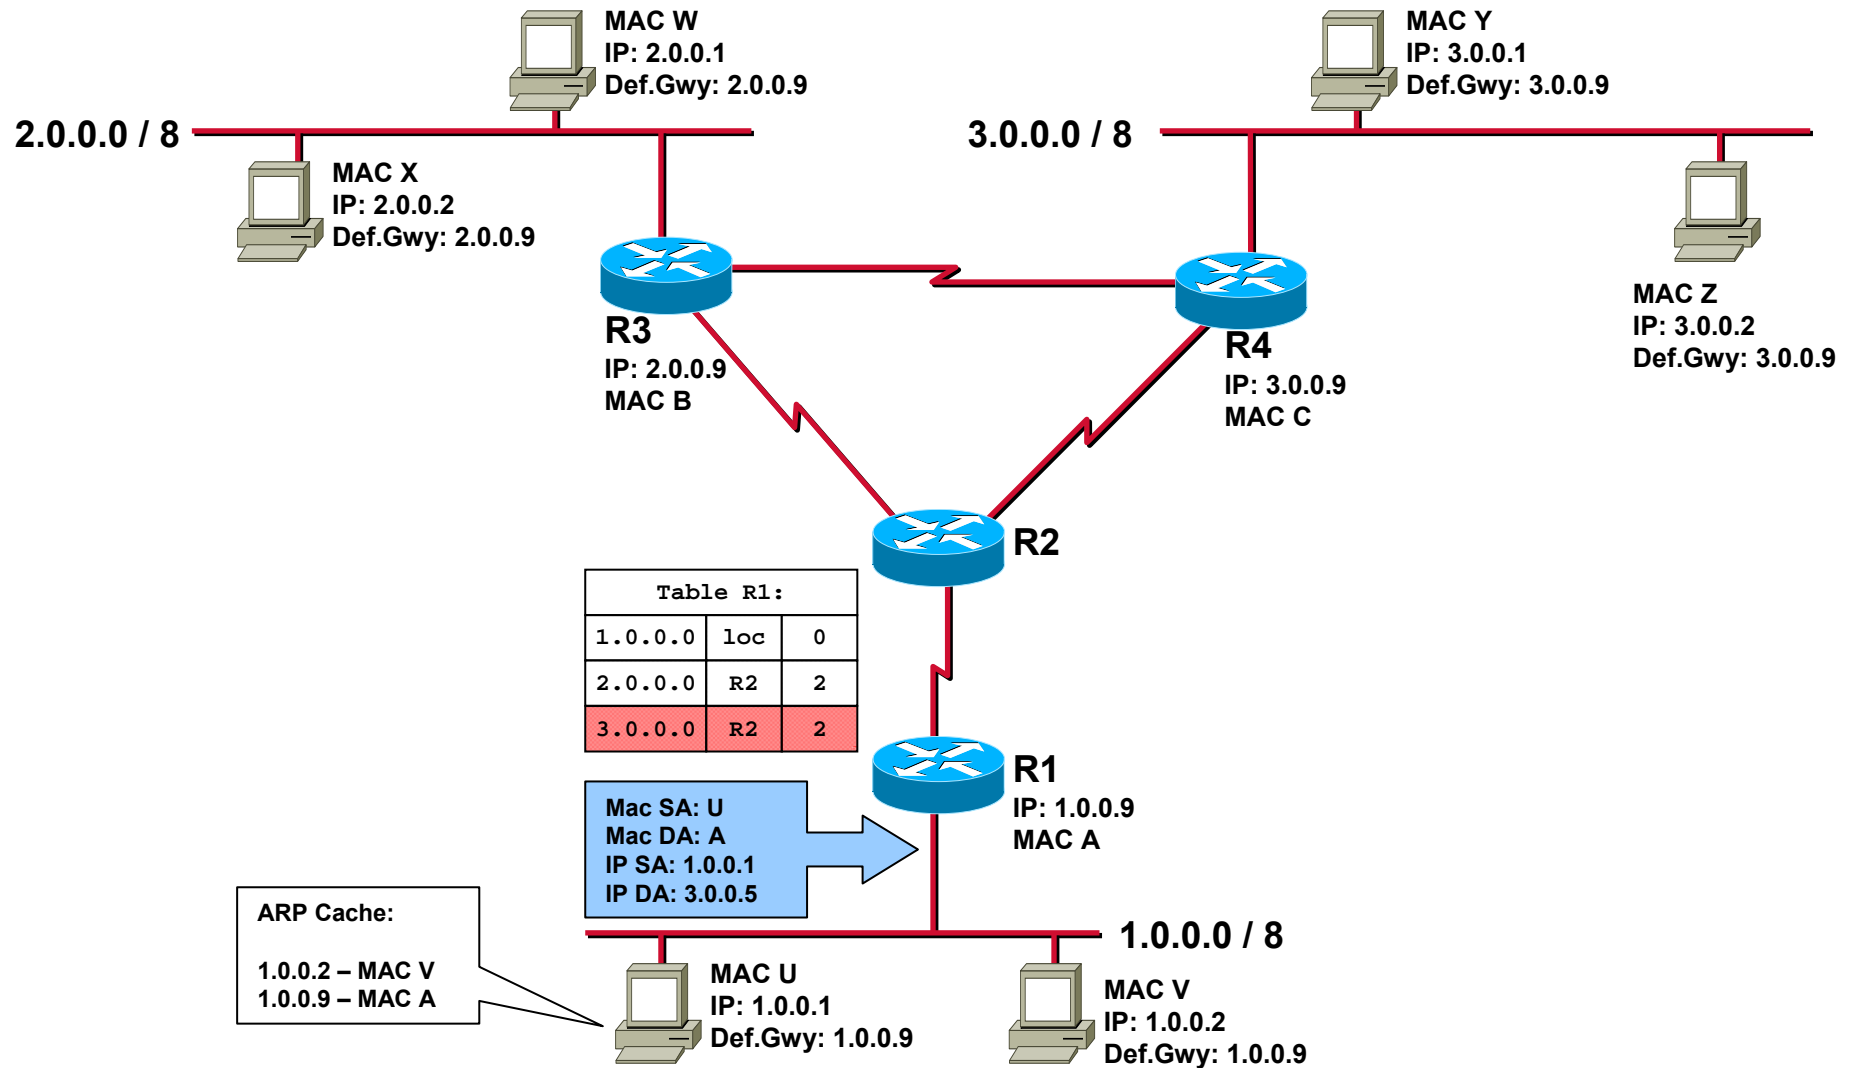 MAC W
IP: 2.0.0.1
Def.Gwy: 2.0.0.9
MAC Y
IP: 3.0.0.1
Def.Gwy: 3.0.0.9
2.0.0.0 / 8
3.0.0.0 / 8
MAC X
IP: 2.0.0.2
Def.Gwy: 2.0.0.9
MAC Z
IP: 3.0.0.2
Def.Gwy: 3.0.0.9
R3
IP: 2.0.0.9
MAC B
R4
IP: 3.0.0.9
MAC C
R2
Table R1:
1.0.0.0 loc 0
2.0.0.0 R2 2
3.0.0.0 R2 2
R1
IP: 1.0.0.9
MAC A
Mac SA: U
Mac DA: A
IP SA: 1.0.0.1
IP DA: 3.0.0.5
ARP Cache:
1.0.0.2 – MAC V
1.0.0.9 – MAC A
1.0.0.0 / 8
MAC U
IP: 1.0.0.1
Def.Gwy: 1.0.0.9
MAC V
IP: 1.0.0.2
Def.Gwy: 1.0.0.9